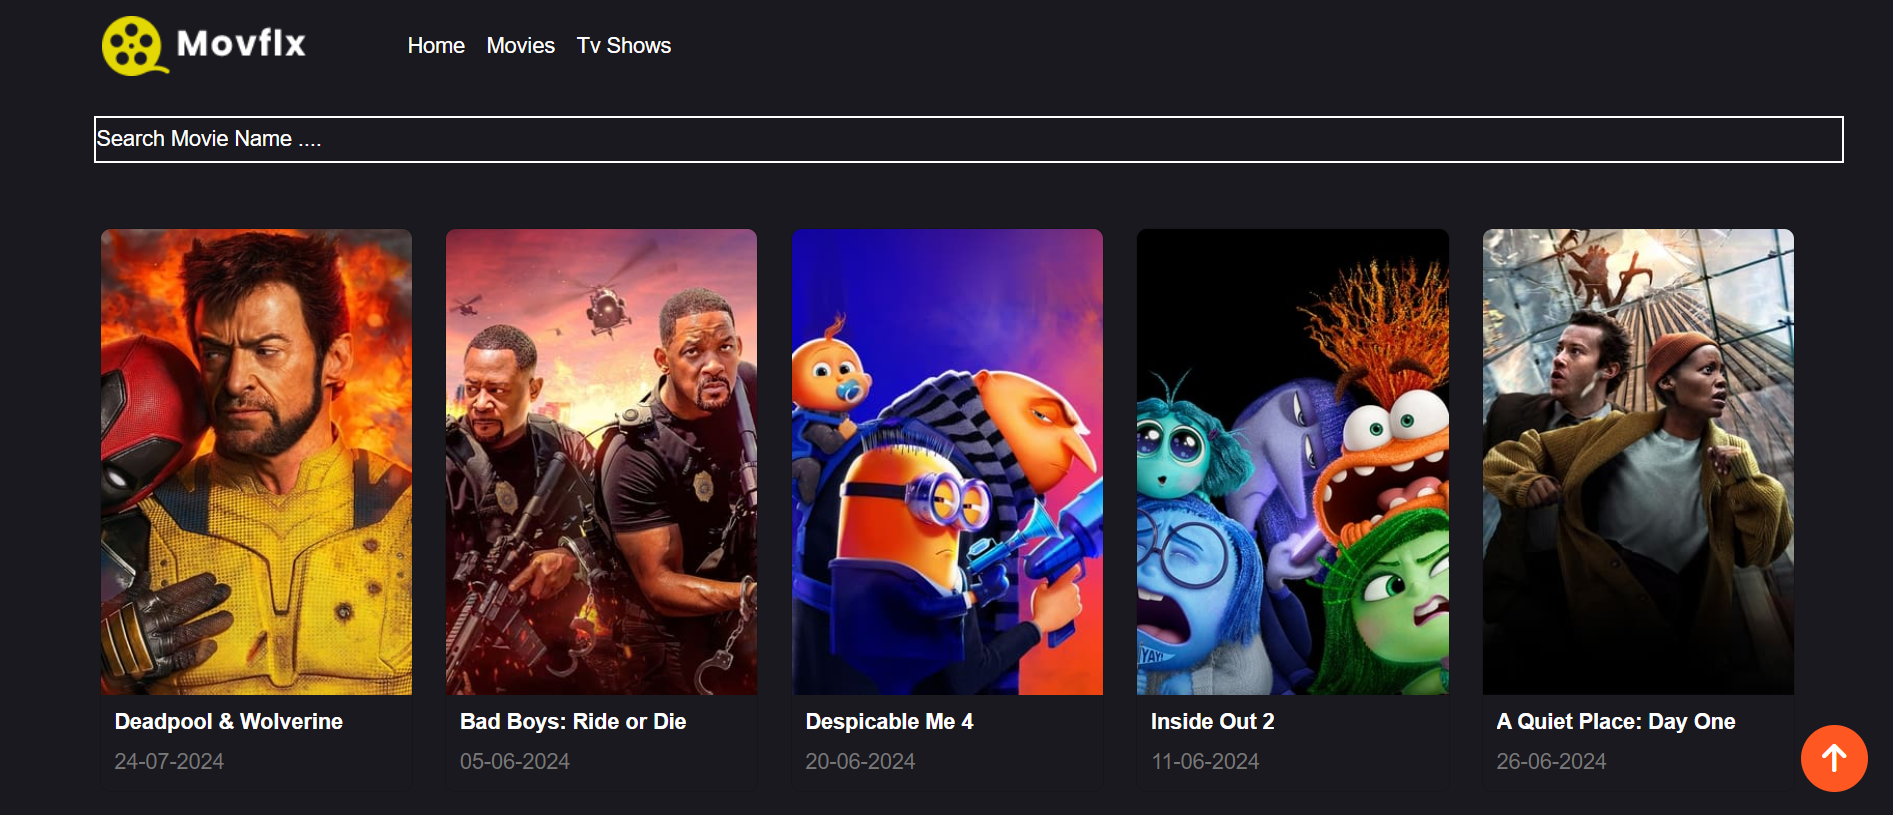 Movflx
Home Movies Tv Shows
Search Movie Name ....
YAY!
Deadpool & Wolverine
24-07-2024
Bad Boys: Ride or Die
05-06-2024
Despicable Me 4
20-06-2024
Inside Out 2
11-06-2024
A Quiet Place: Day One
26-06-2024